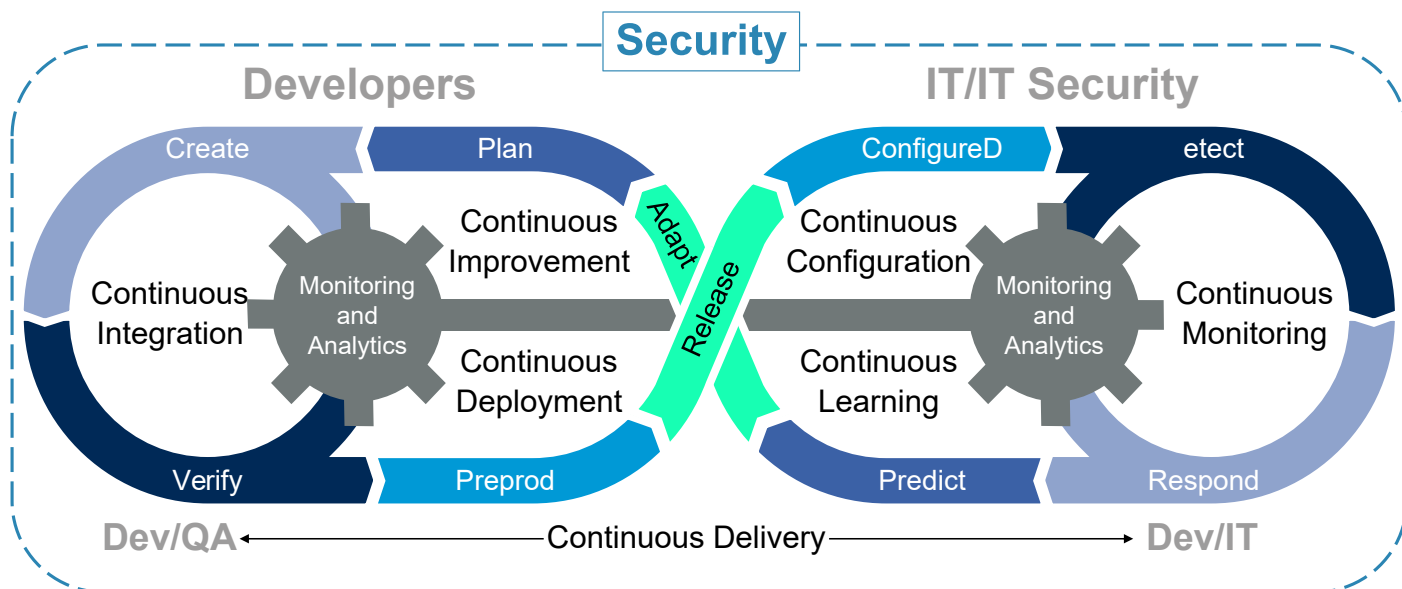 Security
Developers
IT/IT Security
Create
Plan
ConfigureD
etect
Adapt
Release
Continuous
Improvement
Continuous
Configuration
Monitoring
and
Analytics
Monitoring
and
Analytics
Continuous
Integration
Continuous
Monitoring
Continuous
Deployment
Continuous
Learning
Verify
Preprod
Predict
Respond
Dev/QA
Continuous Delivery
Dev/IT